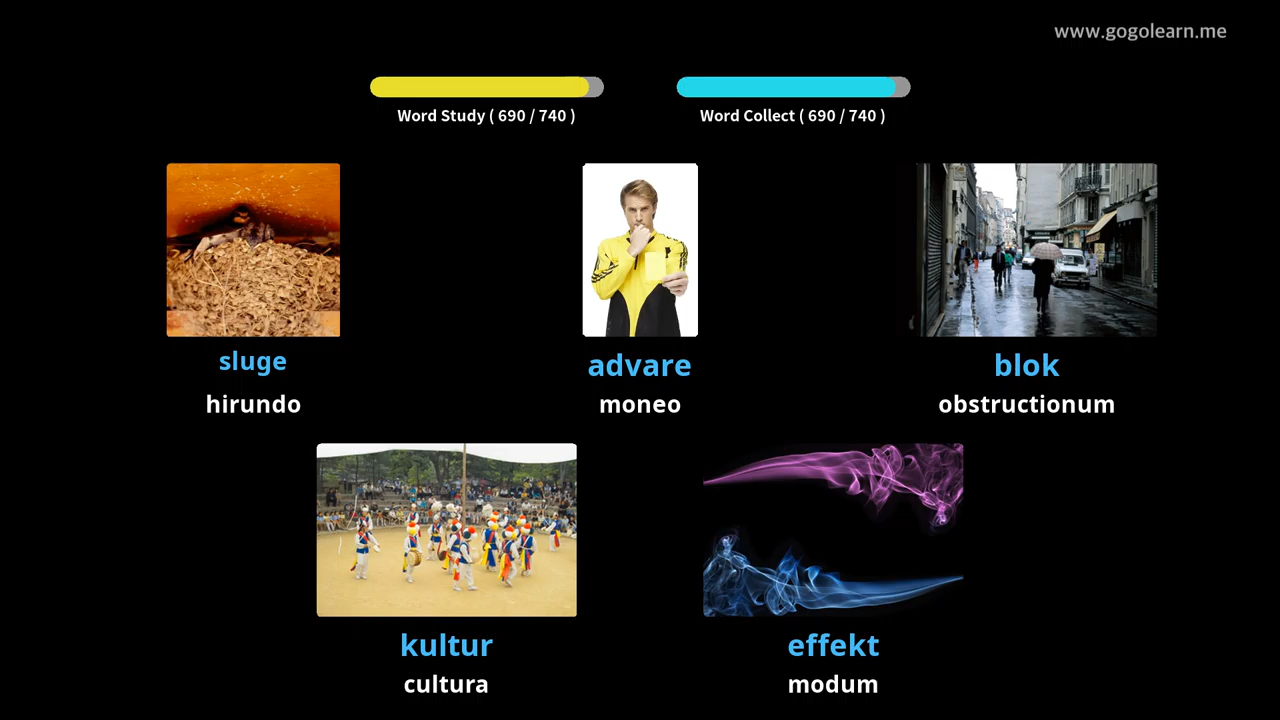 www.gogolearn.me
Word Study ( 690 / 740 )
Word Collect ( 690 / 740 )
sluge
hirundo
advare
moneo
blok
obstructionum
kultur
cultura
effekt
modum